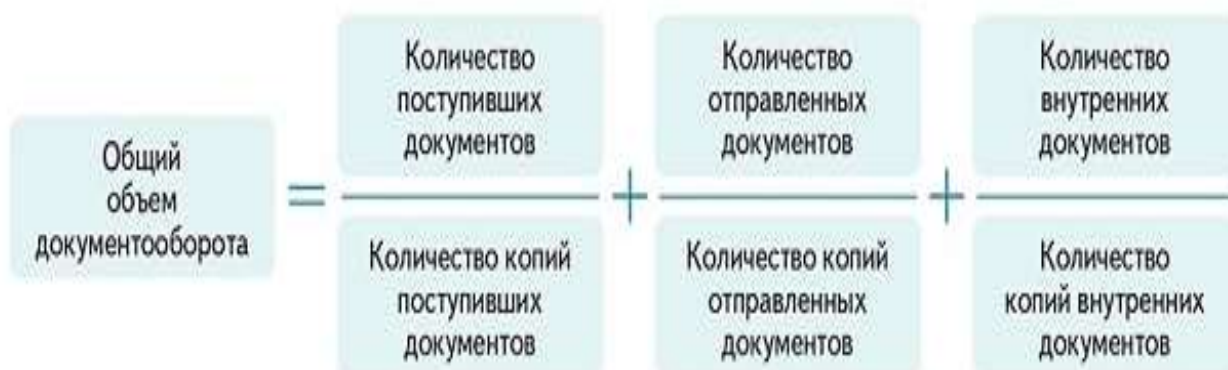 Общий
объем
документооборота
=
Количество
поступивших
документов
Количество копий
поступивших
документов
+
Количество
отправленных
документов
Количество копий
отправленных
документов
+
Количество
внутренних
документов
Количество
копий внутренних
документов